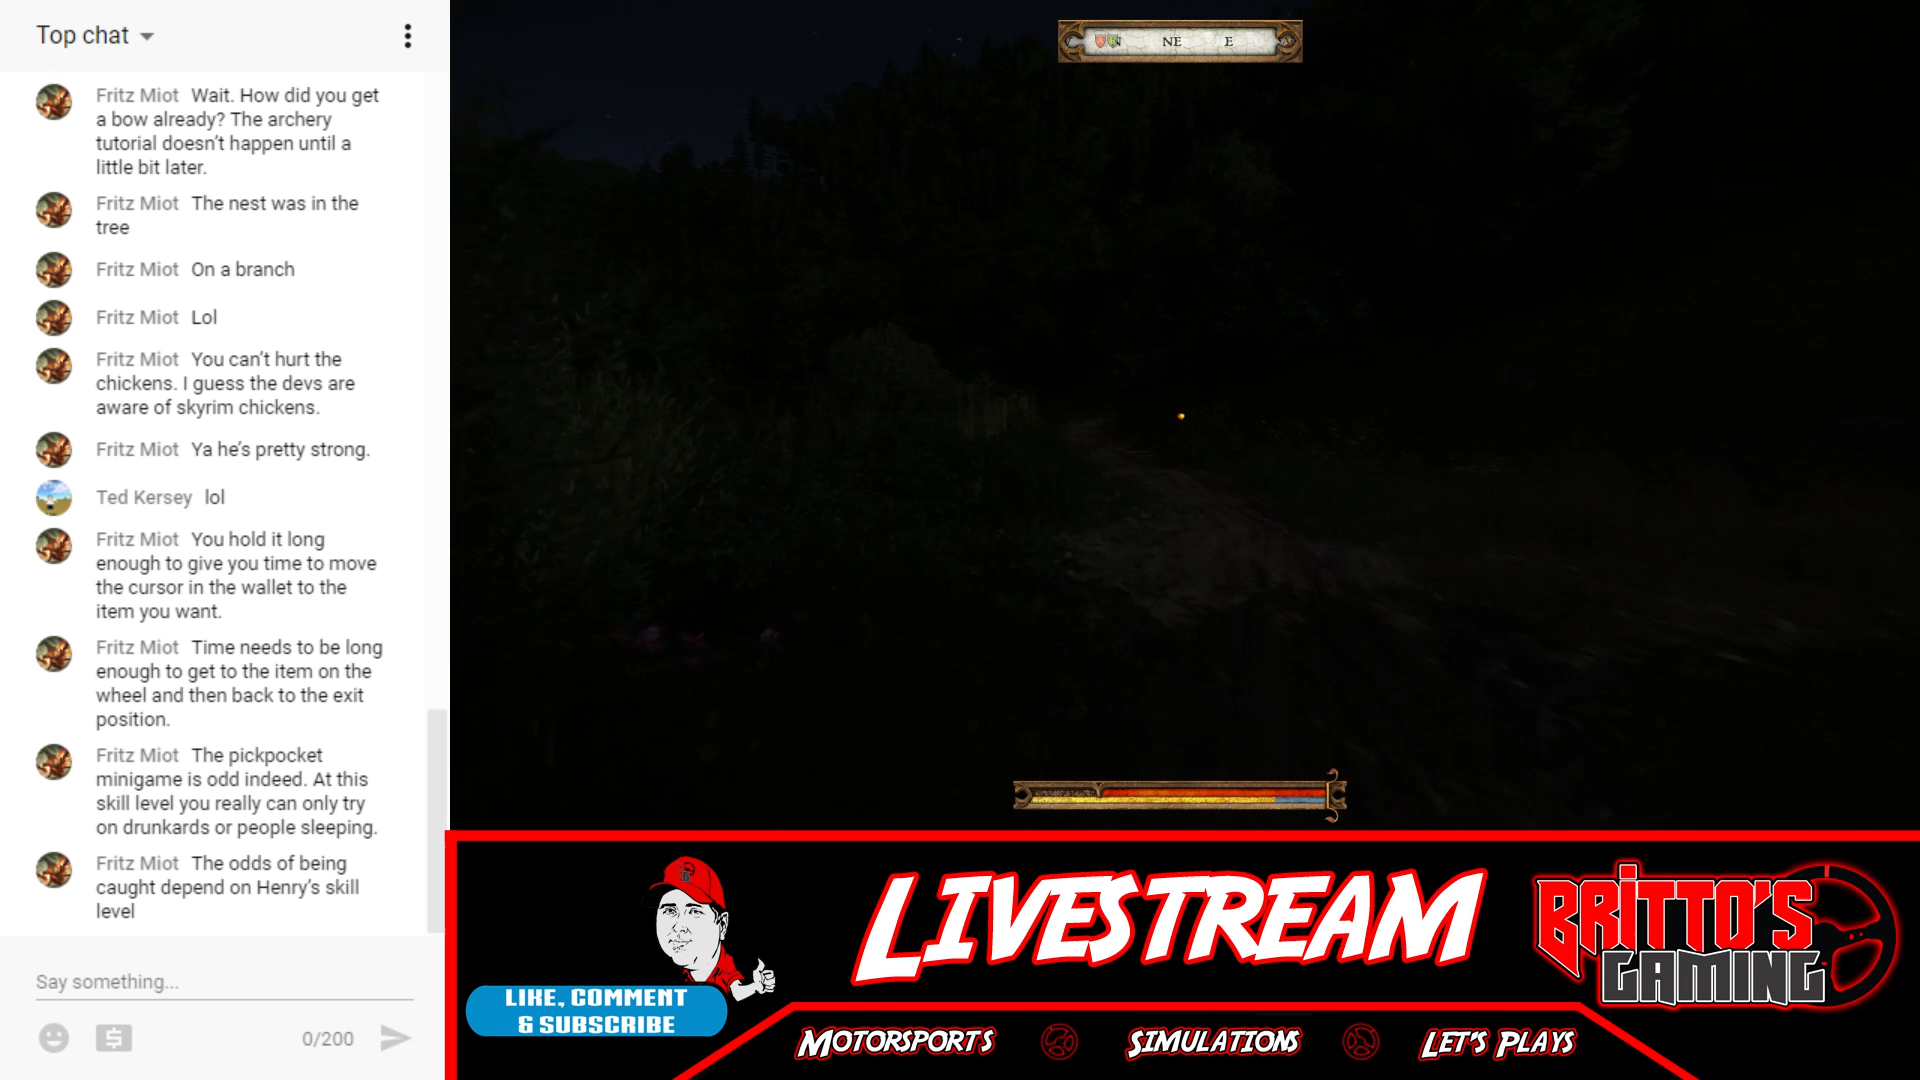 Top chat
Fritz Miot Wait. How did you get
a bow already? The archery
tutorial doesn't happen until a
little bit later.
Fritz Miot The nest was in the
tree
Fritz Miot On a branch
Fritz Miot Lol
Fritz Miot You can't hurt the
chickens. I guess the devs are
aware of skyrim chickens.
Fritz Miot Ya he's pretty strong.
Ted Kersey lol
Fritz Miot You hold it long
enough to give you time to move
the cursor in the wallet to the
item you want.
Fritz Miot Time needs to be long
enough to get to the item on the
wheel and then back to the exit
position.
Fritz Miot The pickpocket
minigame is odd indeed. At this
skill level you really can only try
on drunkards or people sleeping.
Fritz Miot The odds of being
caught depend on Henry's skill
level
Say something...
0/200
N NE E
LIKE, COMMENT
& SUBSCRIBE
LIVESTREAM
BRITTO'S
GAMING
MOTORSPORTS SIMULATIONS LET'S PLAYS